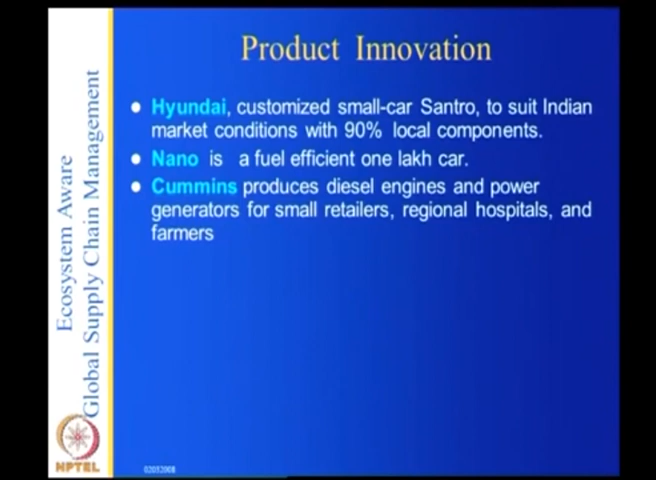 Product Innovation
Hyundai, customized small-car Santro, to suit Indian
market conditions with 90% local components.
Nano is a fuel efficient one lakh car.
Cummins produces diesel engines and power
generators for small retailers, regional hospitals, and
farmers
Ecosystem Aware
Global Supply Chain Management
NPTEL
02052008